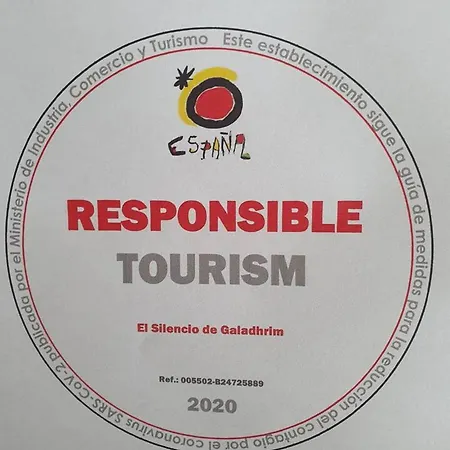 Este establecimiento sigue la guía de medidas para la reducción del contagio por el coronavirus SARS-CoV-2 publicada por el Ministerio de Industria, Comercio y Turismo
ESPAÑA
RESPONSIBLE
TOURISM
El Silencio de Galadhrim
Ref.: 005502-B24725889
2020